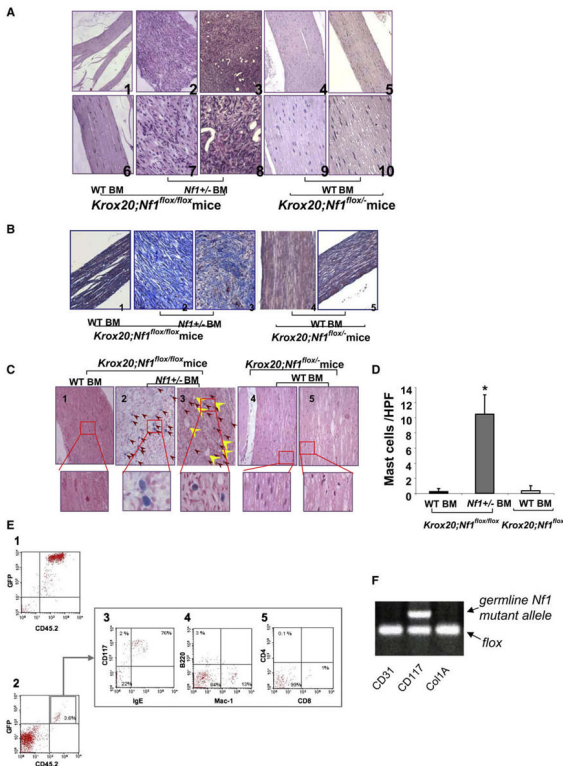 A
1 2 3 4 5
6 7 8 9 10
WT BM Nf1+/- BM WT BM
Krox20;Nf1flox/flox mice Krox20;Nf1flox/- mice
B
1 2 3 4 5
WT BM Nf1+/- BM WT BM
Krox20;Nf1flox/flox mice Krox20;Nf1flox/- mice
C
Krox20;Nf1flox/flox mice Krox20;Nf1flox/- mice
WT BM Nf1+/- BM WT BM
1 2 3 4 5
D
Mast cells /HPF
14
12
10
8
6
4
2
0
*
WT BM Nf1+/- BM WT BM
Krox20;Nf1flox/flox Krox20;Nf1flox
E
1
GFP
CD45.2
2
GFP
3.8%
CD45.2
3 4 5
CD117 B220 CD4
2 % 76% 3 % 0.1 %
22% 84% 13% 99% 1%
IgE Mac-1 CD8
F
germline Nf1
mutant allele
flox
CD31 CD117 Col1A